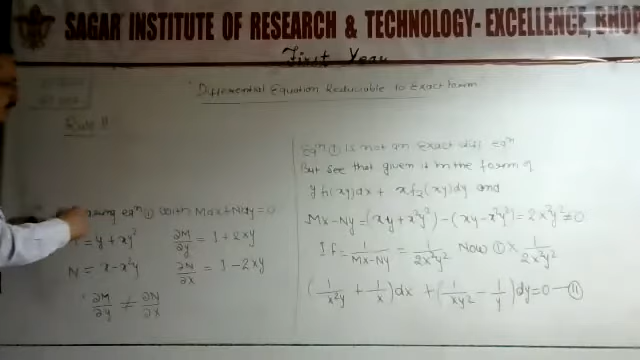 SAGAR INSTITUTE OF RESEARCH & TECHNOLOGY- EXCELLENCE, BHOP
First Year
Differential Equation Reduciable to Exact form
Rule II
eqⁿ ① with Mdx+Ndy=0
= y + xy² ∂M/∂y = 1 + 2xy
N = x - x²y ∂N/∂x = 1 - 2xy
∂M/∂y ≠ ∂N/∂x
Eqⁿ ① is not an Exact diff eqⁿ
But see that given is in the form of
y f₁(xy)dx + x f₂(xy)dy and
Mx-Ny = (xy + x²y²) - (xy - x²y²) = 2x²y² ≠ 0
If = 1/(Mx-Ny) = 1/(2x²y²) Now ① × 1/(2x²y²)
(1/(x²y) + 1/x)dx + (1/(xy²) - 1/y)dy = 0 — ⑪